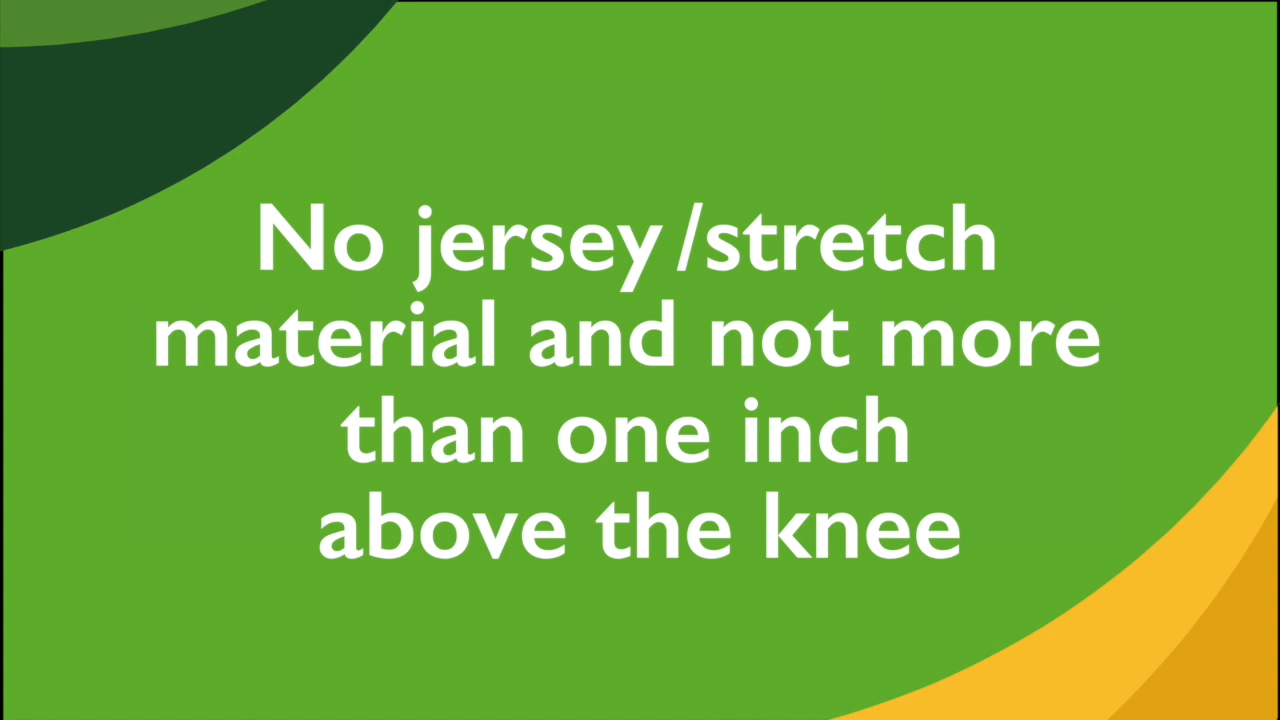 No jersey /stretch
material and not more
than one inch
above the knee